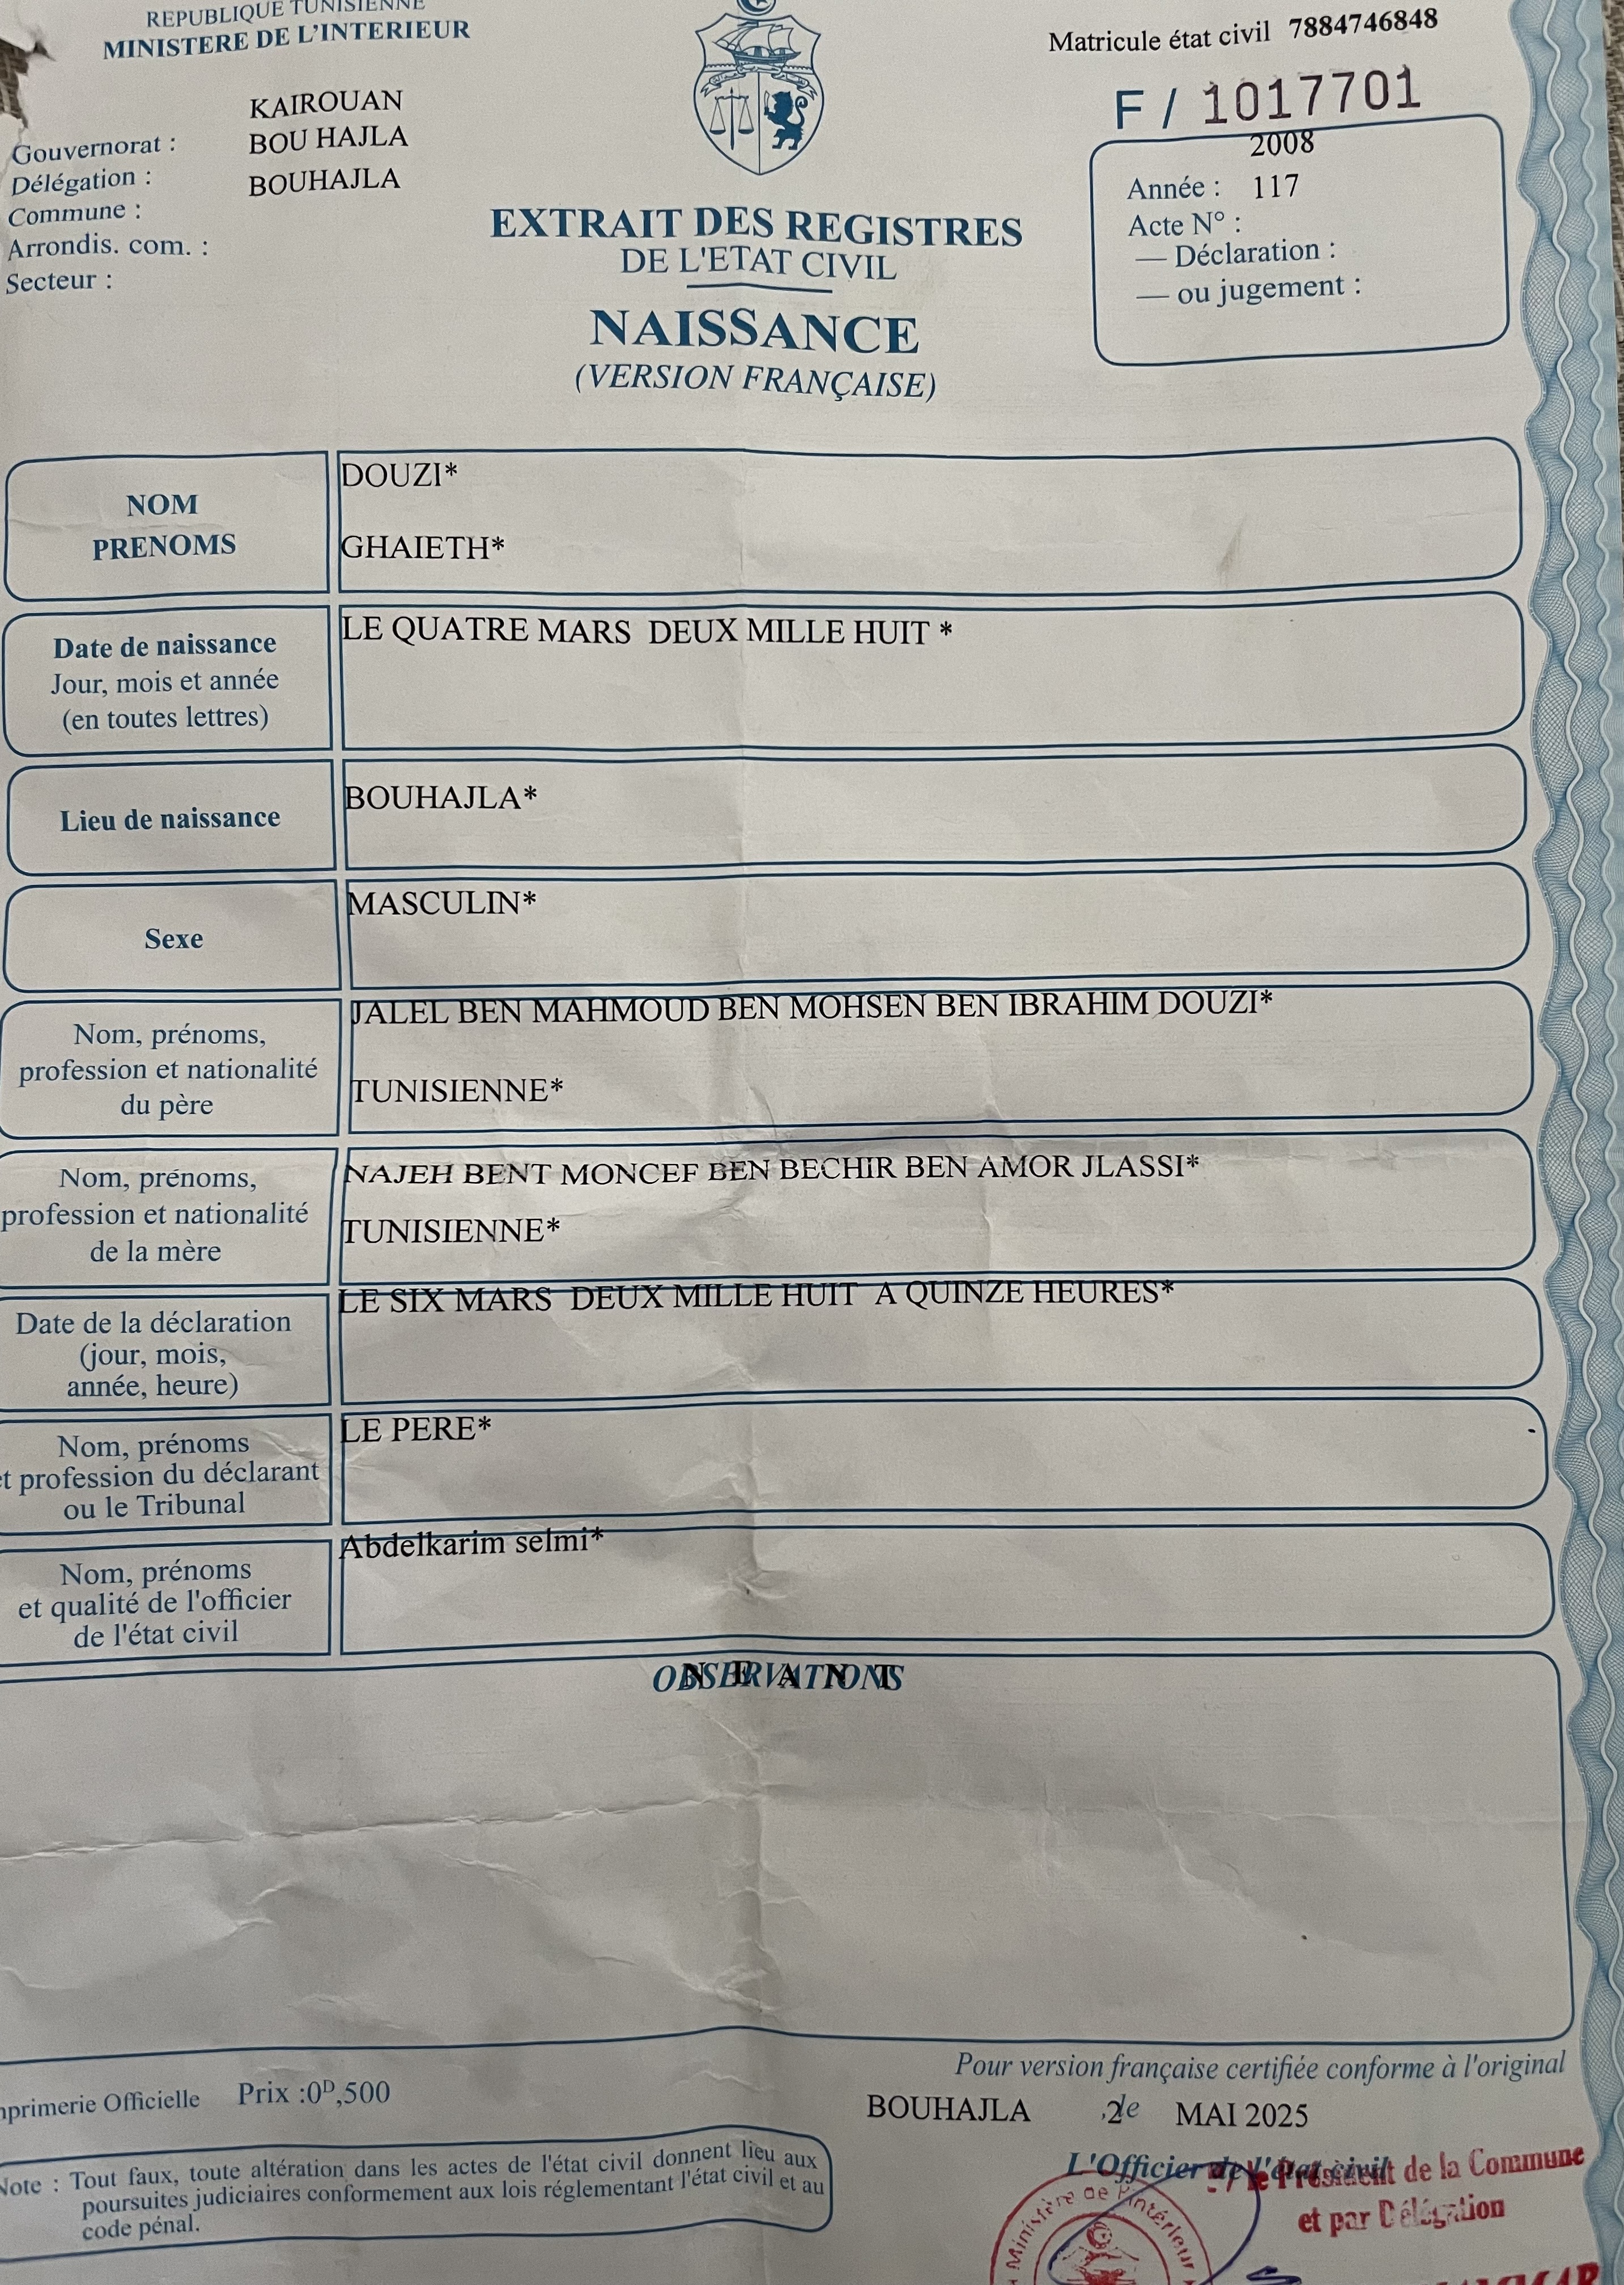 REPUBLIQUE TUNISIENNE
MINISTERE DE L'INTERIEUR
Matricule état civil 7884746848
F / 1017701
KAIROUAN
Gouvernorat :
BOU HAJLA
Délégation :
BOUHAJLA
Commune :
Arrondis. com. :
Secteur :
2008
Année : 117
Acte N° :
— Déclaration :
— ou jugement :
EXTRAIT DES REGISTRES
DE L'ETAT CIVIL
NAISSANCE
(VERSION FRANÇAISE)
NOM
PRENOMS
DOUZI*
GHAIETH*
Date de naissance
Jour, mois et année
(en toutes lettres)
LE QUATRE MARS DEUX MILLE HUIT *
Lieu de naissance
BOUHAJLA*
Sexe
MASCULIN*
Nom, prénoms,
profession et nationalité
du père
JALEL BEN MAHMOUD BEN MOHSEN BEN IBRAHIM DOUZI*
TUNISIENNE*
Nom, prénoms,
profession et nationalité
de la mère
NAJEH BENT MONCEF BEN BECHIR BEN AMOR JLASSI*
TUNISIENNE*
Date de la déclaration
(jour, mois,
année, heure)
LE SIX MARS DEUX MILLE HUIT A QUINZE HEURES*
Nom, prénoms
et profession du déclarant
ou le Tribunal
LE PERE*
Nom, prénoms
et qualité de l'officier
de l'état civil
Abdelkarim selmi*
OBSERVATIONS
N E A N T
Pour version française certifiée conforme à l'original
Imprimerie Officielle Prix :0ᴰ,500
BOUHAJLA ,2le MAI 2025
Note : Tout faux, toute altération dans les actes de l'état civil donnent lieu aux
poursuites judiciaires conformement aux lois réglementant l'état civil et au
code pénal.
L'Officier de l'état civil
le Président de la Commune
et par Délégation
Ministère de l'intérieur